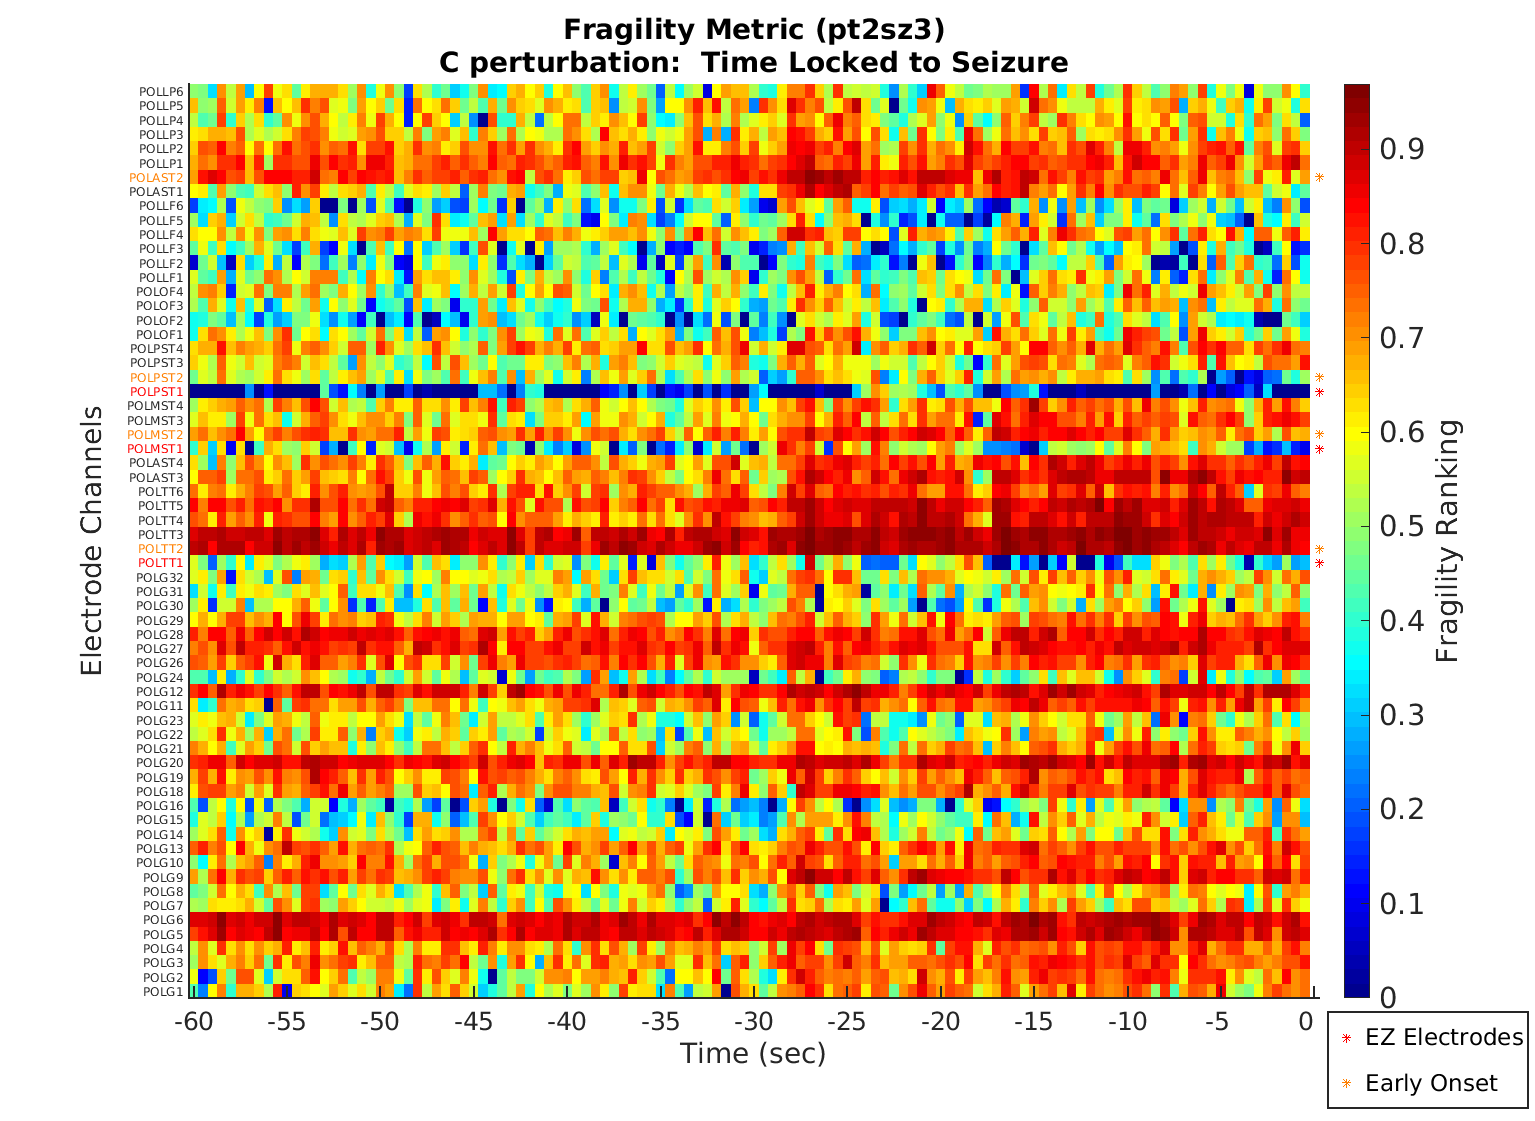 Fragility Metric (pt2sz3)
C perturbation:  Time Locked to Seizure
Electrode Channels
POLLP6
POLLP5
POLLP4
POLLP3
POLLP2
POLLP1
POLAST2
POLAST1
POLLF6
POLLF5
POLLF4
POLLF3
POLLF2
POLLF1
POLOF4
POLOF3
POLOF2
POLOF1
POLPST4
POLPST3
POLPST2
POLPST1
POLMST4
POLMST3
POLMST2
POLMST1
POLAST4
POLAST3
POLTT6
POLTT5
POLTT4
POLTT3
POLTT2
POLTT1
POLG32
POLG31
POLG30
POLG29
POLG28
POLG27
POLG26
POLG24
POLG12
POLG11
POLG23
POLG22
POLG21
POLG20
POLG19
POLG18
POLG16
POLG15
POLG14
POLG13
POLG10
POLG9
POLG8
POLG7
POLG6
POLG5
POLG4
POLG3
POLG2
POLG1
-60 -55 -50 -45 -40 -35 -30 -25 -20 -15 -10 -5 0
Time (sec)
0.9
0.8
0.7
0.6
0.5
0.4
0.3
0.2
0.1
0
Fragility Ranking
EZ Electrodes
Early Onset